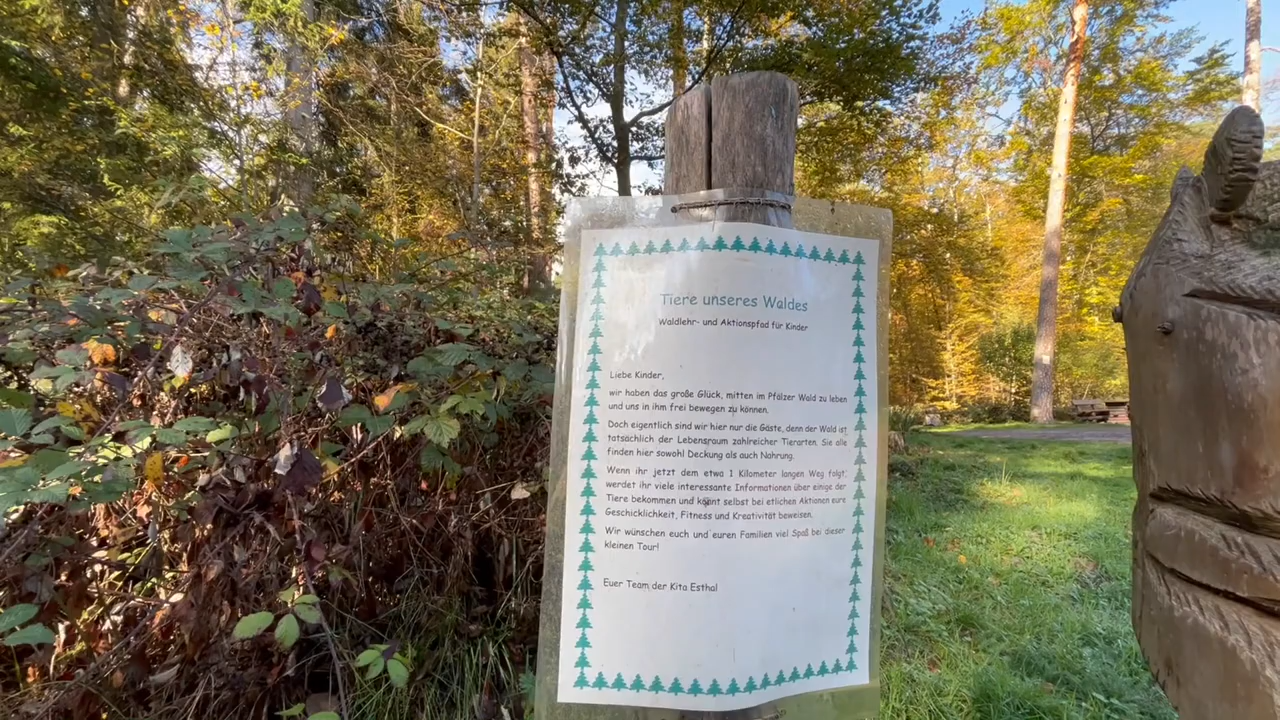 Tiere unseres Waldes
Waldlehr- und Aktionspfad für Kinder
Liebe Kinder,
wir haben das große Glück, mitten im Pfälzer Wald zu leben
und uns in ihm frei bewegen zu können.
Doch eigentlich sind wir hier nur die Gäste, denn der Wald ist
tatsächlich der Lebensraum zahlreicher Tierarten. Sie alle
finden hier sowohl Deckung als auch Nahrung.
Wenn ihr jetzt dem etwa 1 Kilometer langen Weg folgt,
werdet ihr viele interessante Informationen über einige der
Tiere bekommen und könnt selbst bei etlichen Aktionen eure
Geschicklichkeit, Fitness und Kreativität beweisen.
Wir wünschen euch und euren Familien viel Spaß bei dieser
kleinen Tour!
Euer Team der Kita Esthal